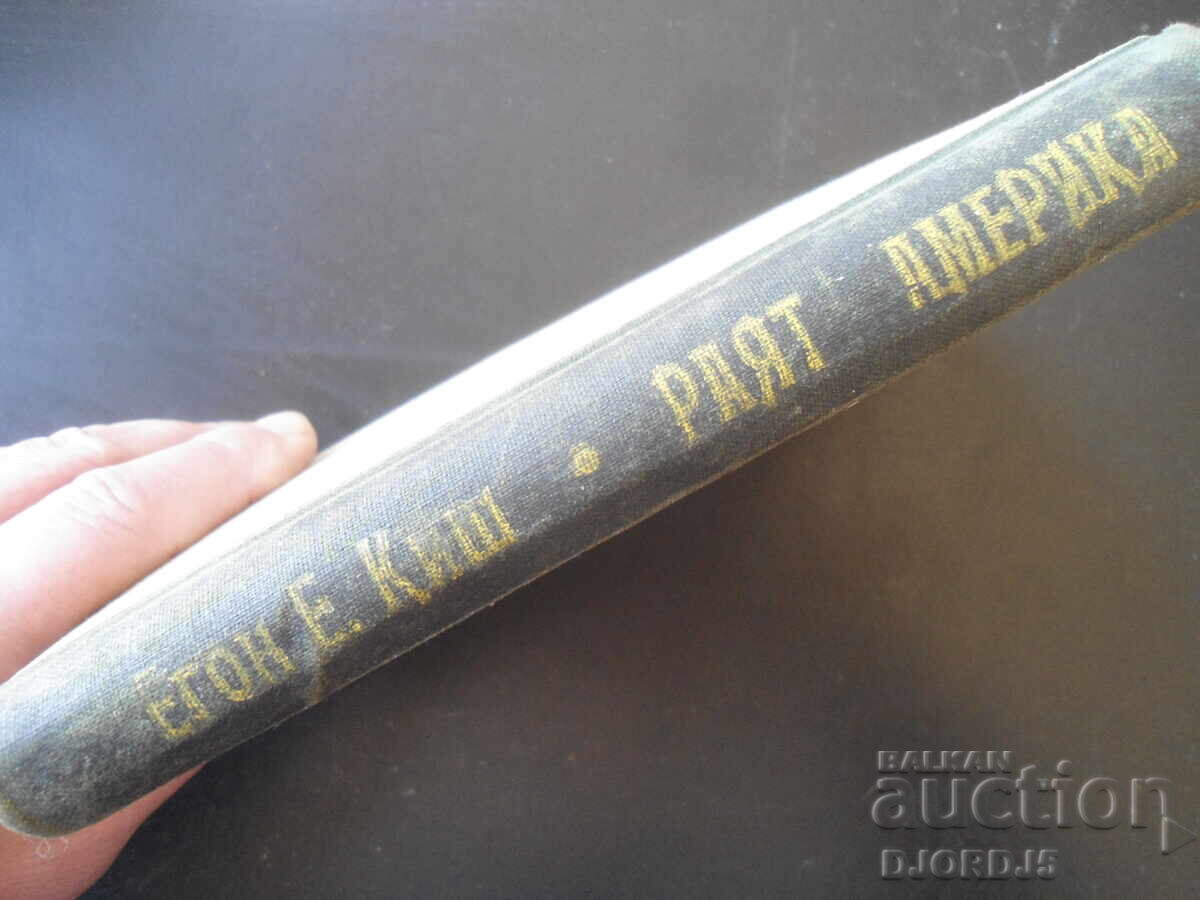 Егон Е. Киш • РАЯТ АМЕРИКА
BALKAN
auction
DJORDJ5